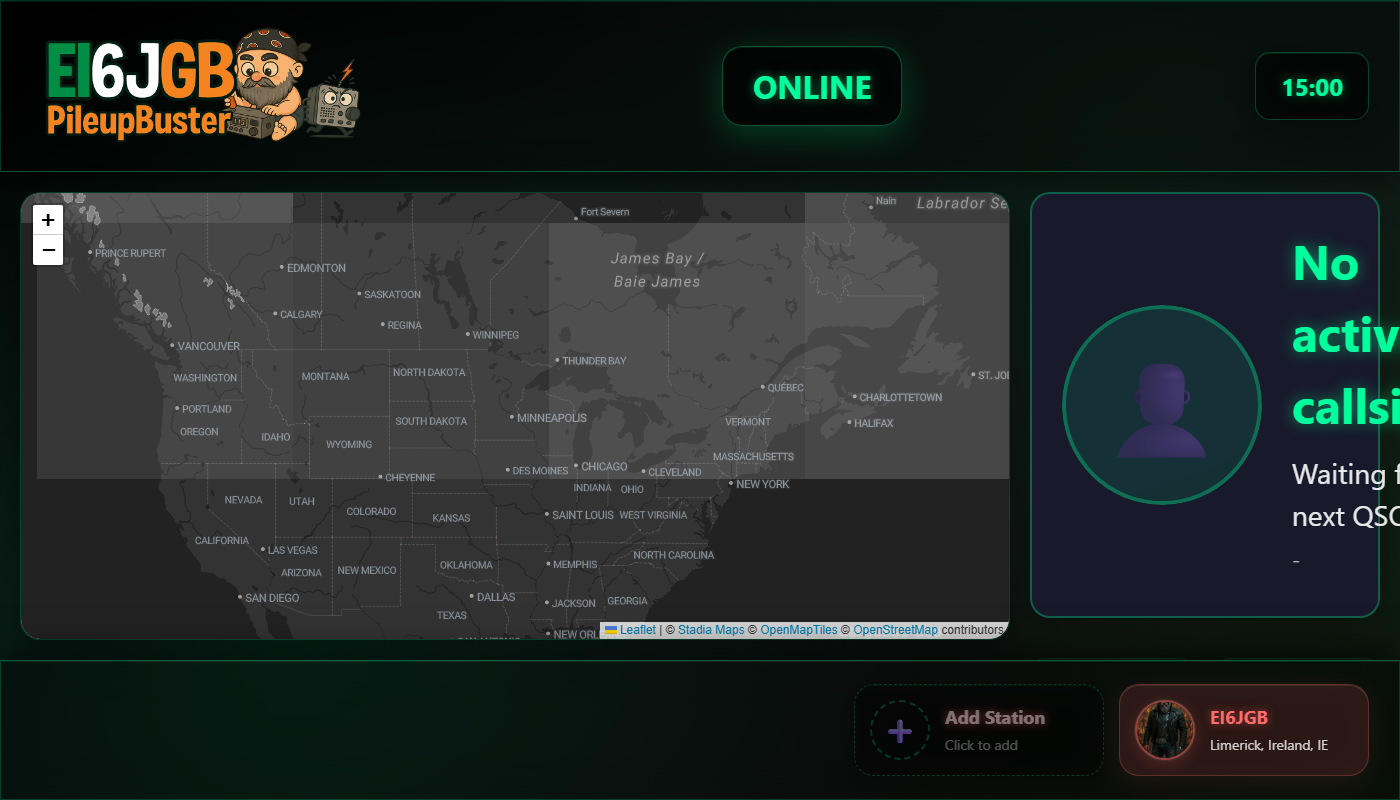 EI6JGB
PileupBuster
ONLINE
15:00
+
−
Fort Severn
Nain
Labrador Se
PRINCE RUPERT
James Bay /
Baie James
EDMONTON
SASKATOON
CALGARY
REGINA
WINNIPEG
VANCOUVER
THUNDER BAY
WASHINGTON
MONTANA
NORTH DAKOTA
ST. JO
QUÉBEC
CHARLOTTETOWN
PORTLAND
SOUTH DAKOTA
MINNEAPOLIS
VERMONT
HALIFAX
OREGON
IDAHO
WYOMING
MASSACHUSETTS
CHEYENNE
DES MOINES
CHICAGO
CLEVELAND
NEW YORK
INDIANA
OHIO
NEVADA
UTAH
COLORADO
KANSAS
SAINT LOUIS
WEST VIRGINIA
CALIFORNIA
LAS VEGAS
NORTH CAROLINA
ARIZONA
NEW MEXICO
OKLAHOMA
MEMPHIS
SAN DIEGO
DALLAS
JACKSON
GEORGIA
TEXAS
NEW ORL
Leaflet | © Stadia Maps © OpenMapTiles © OpenStreetMap contributors
No
activ
callsi
Waiting f
next QSO
-
Add Station
Click to add
EI6JGB
Limerick, Ireland, IE